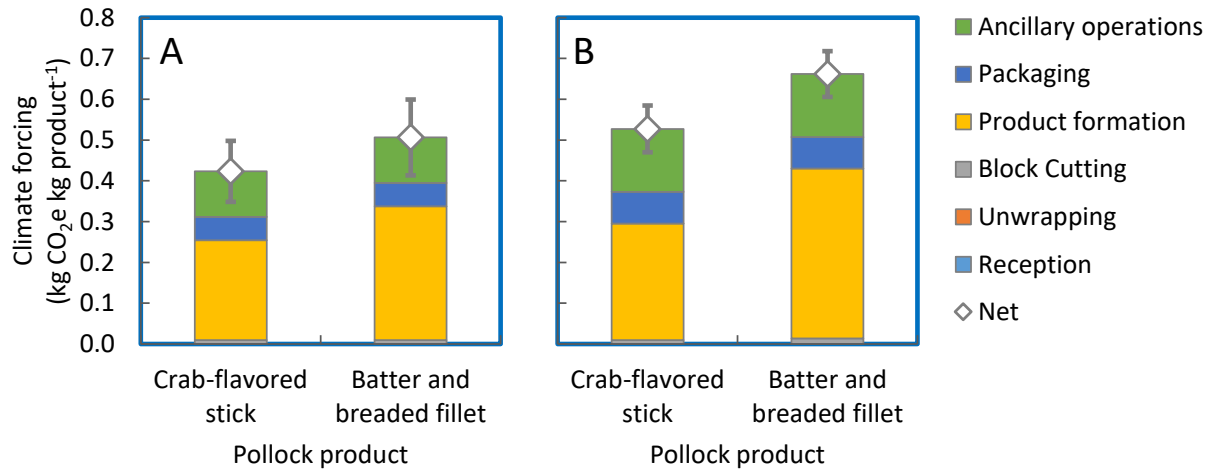 Climate forcing
(kg CO₂e kg product⁻¹)
0.8
0.7
0.6
0.5
0.4
0.3
0.2
0.1
0.0
A
B
Crab-flavored
stick
Batter and
breaded fillet
Pollock product
Crab-flavored
stick
Batter and
breaded fillet
Pollock product
Ancillary operations
Packaging
Product formation
Block Cutting
Unwrapping
Reception
Net